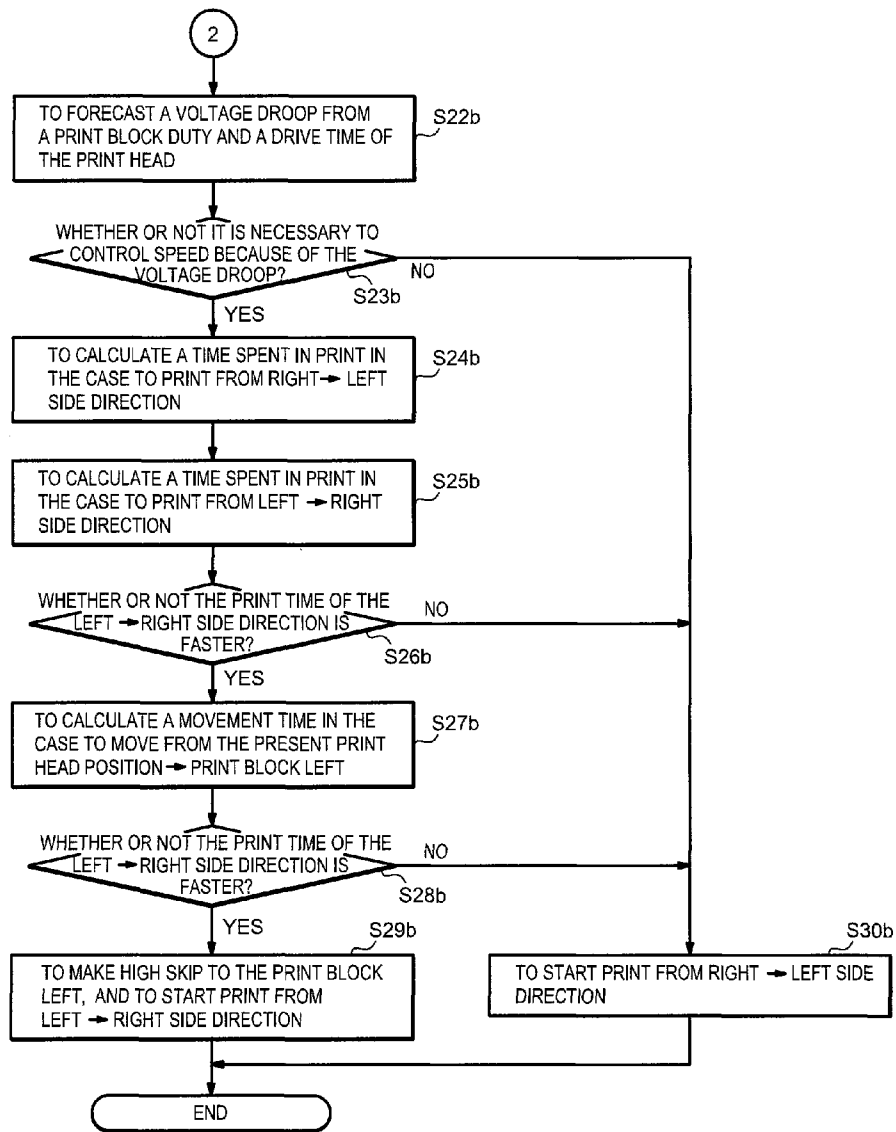 2
TO FORECAST A VOLTAGE DROOP FROM
A PRINT BLOCK DUTY AND A DRIVE TIME OF
THE PRINT HEAD
S22b
WHETHER OR NOT IT IS NECESSARY TO
CONTROL SPEED BECAUSE OF THE
VOLTAGE DROOP?
NO
S23b
YES
TO CALCULATE A TIME SPENT IN PRINT IN
THE CASE TO PRINT FROM RIGHT → LEFT
SIDE DIRECTION
S24b
TO CALCULATE A TIME SPENT IN PRINT IN
THE CASE TO PRINT FROM LEFT → RIGHT
SIDE DIRECTION
S25b
WHETHER OR NOT THE PRINT TIME OF THE
LEFT → RIGHT SIDE DIRECTION IS
FASTER?
NO
S26b
YES
TO CALCULATE A MOVEMENT TIME IN THE
CASE TO MOVE FROM THE PRESENT PRINT
HEAD POSITION → PRINT BLOCK LEFT
S27b
WHETHER OR NOT THE PRINT TIME OF THE
LEFT → RIGHT SIDE DIRECTION IS
FASTER?
NO
S28b
YES
S29b
TO MAKE HIGH SKIP TO THE PRINT BLOCK
LEFT, AND TO START PRINT FROM
LEFT → RIGHT SIDE DIRECTION
S30b
TO START PRINT FROM RIGHT → LEFT SIDE
DIRECTION
END